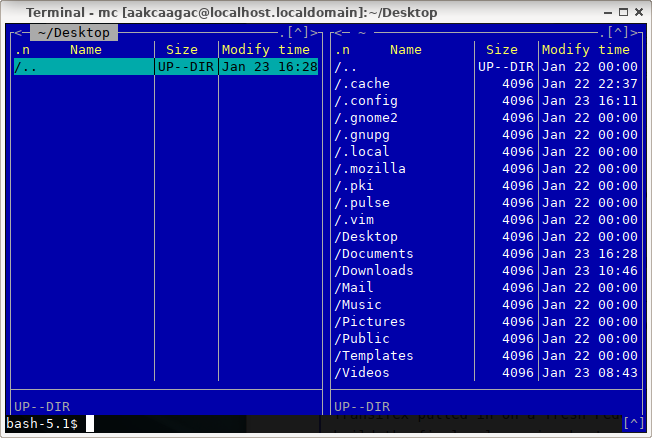 Terminal - mc [aakcaagac@localhost.localdomain]:~/Desktop
<─ ~/Desktop .[^]>
.n Name Size Modify time
/.. UP--DIR Jan 23 16:28
UP--DIR
<─ ~ .[^]>
.n Name Size Modify time
/.. UP--DIR Jan 22 00:00
/.cache 4096 Jan 22 22:37
/.config 4096 Jan 23 16:11
/.gnome2 4096 Jan 22 00:00
/.gnupg 4096 Jan 22 00:00
/.local 4096 Jan 22 00:00
/.mozilla 4096 Jan 22 00:00
/.pki 4096 Jan 22 00:00
/.pulse 4096 Jan 22 00:00
/.vim 4096 Jan 22 00:00
/Desktop 4096 Jan 22 00:00
/Documents 4096 Jan 23 16:28
/Downloads 4096 Jan 23 10:46
/Mail 4096 Jan 22 00:00
/Music 4096 Jan 22 00:00
/Pictures 4096 Jan 22 00:00
/Public 4096 Jan 22 00:00
/Templates 4096 Jan 22 00:00
/Videos 4096 Jan 23 08:43
UP--DIR
bash-5.1$ [^]